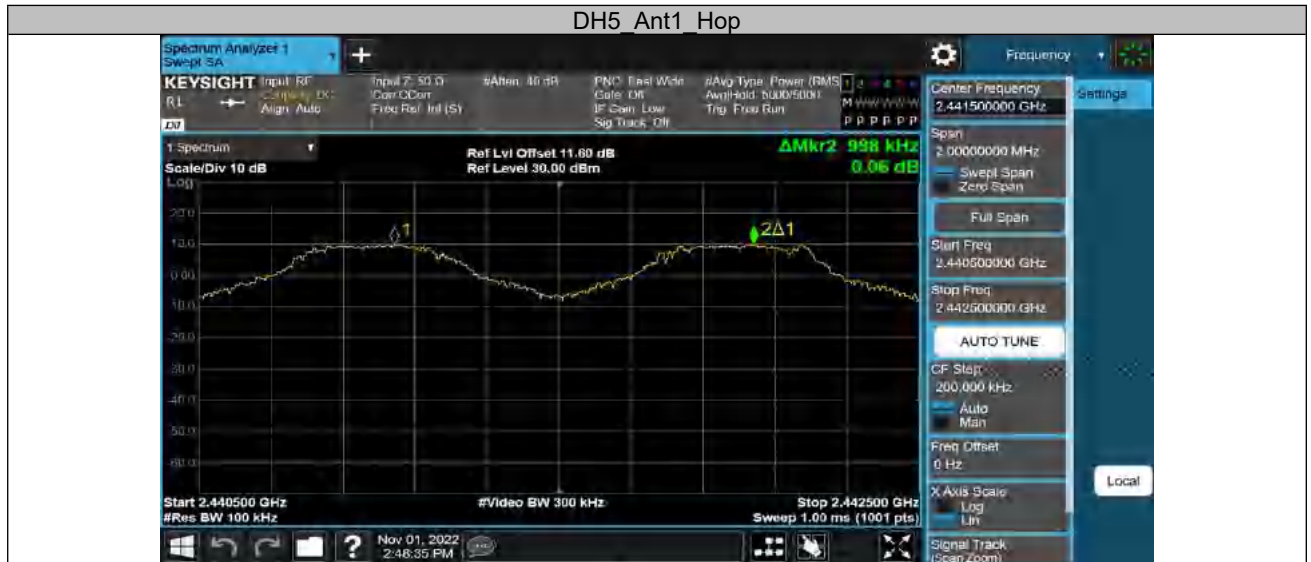 DH5_Ant1_Hop
Spectrum Analyzer 1
Swept SA
+
Frequency
KEYSIGHT Input: RF
RL
Align: Auto
Input Z: 50 Ω
Corr CCorr
Freq Ref: Int (S)
#Atten: 40 dB
PNO: Fast Wide
Gate: Off
IF Gain: Low
Sig Track: Off
#Avg Type: Power (RMS
Avg|Hold: 5000/5000
Trig: Free Run
M W W W W W
P P P P P P
1 Spectrum
Scale/Div 10 dB
Log
Ref Lvl Offset 11.60 dB
Ref Level 30.00 dBm
ΔMkr2 998 kHz
0.06 dB
20.0
10.0
0.00
-10.0
-20.0
-30.0
-40.0
-50.0
-60.0
1
2Δ1
Start 2.440500 GHz
#Res BW 100 kHz
#Video BW 300 kHz
Stop 2.442500 GHz
Sweep 1.00 ms (1001 pts)
?
Nov 01, 2022
2:48:35 PM
Center Frequency
2.441500000 GHz
Span
2.00000000 MHz
Swept Span
Zero Span
Full Span
Start Freq
2.440500000 GHz
Stop Freq
2.442500000 GHz
AUTO TUNE
CF Step
200.000 kHz
Auto
Man
Freq Offset
0 Hz
X Axis Scale
Log
Lin
Signal Track
(Span Zoom)
Settings
Local